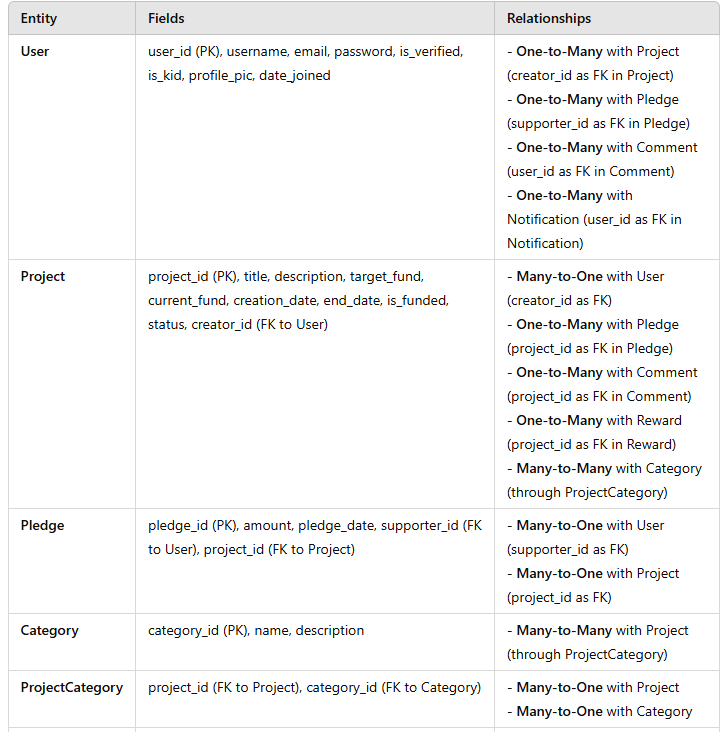 Entity Fields Relationships
User user_id (PK), username, email, password, is_verified, - One-to-Many with Project
is_kid, profile_pic, date_joined (creator_id as FK in Project)
- One-to-Many with Pledge
(supporter_id as FK in Pledge)
- One-to-Many with Comment
(user_id as FK in Comment)
- One-to-Many with
Notification (user_id as FK in
Notification)
Project project_id (PK), title, description, target_fund, - Many-to-One with User
current_fund, creation_date, end_date, is_funded, (creator_id as FK)
status, creator_id (FK to User) - One-to-Many with Pledge
(project_id as FK in Pledge)
- One-to-Many with Comment
(project_id as FK in Comment)
- One-to-Many with Reward
(project_id as FK in Reward)
- Many-to-Many with Category
(through ProjectCategory)
Pledge pledge_id (PK), amount, pledge_date, supporter_id (FK - Many-to-One with User
to User), project_id (FK to Project) (supporter_id as FK)
- Many-to-One with Project
(project_id as FK)
Category category_id (PK), name, description - Many-to-Many with Project
(through ProjectCategory)
ProjectCategory project_id (FK to Project), category_id (FK to Category) - Many-to-One with Project
- Many-to-One with Category